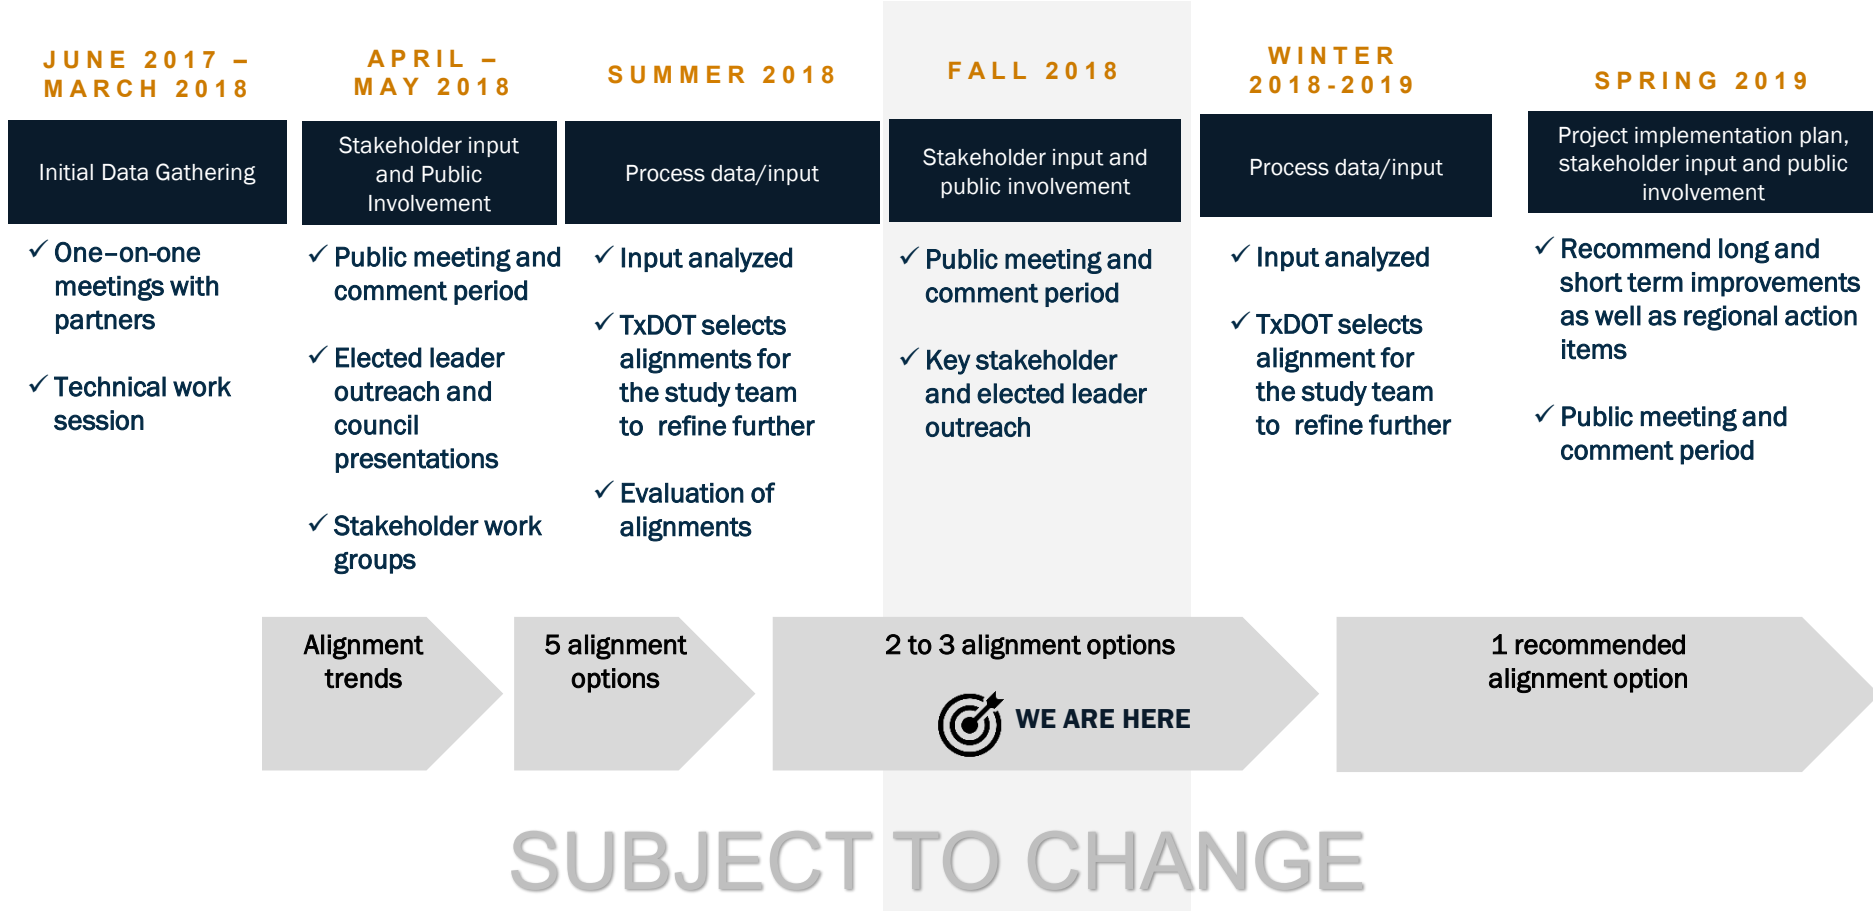 JUNE 2017 –
MARCH 2018
Initial Data Gathering
✓ One–on-one
meetings with
partners
✓ Technical work
session
APRIL –
MAY 2018
Stakeholder input
and Public
Involvement
✓ Public meeting and
comment period
✓ Elected leader
outreach and
council
presentations
✓ Stakeholder work
groups
SUMMER 2018
Process data/input
✓ Input analyzed
✓ TxDOT selects
alignments for
the study team
to refine further
✓ Evaluation of
alignments
FALL 2018
Stakeholder input and
public involvement
✓ Public meeting and
comment period
✓ Key stakeholder
and elected leader
outreach
WINTER
2018-2019
Process data/input
✓ Input analyzed
✓ TxDOT selects
alignment for
the study team
to refine further
SPRING 2019
Project implementation plan,
stakeholder input and public
involvement
✓ Recommend long and
short term improvements
as well as regional action
items
✓ Public meeting and
comment period
Alignment
trends
5 alignment
options
2 to 3 alignment options
WE ARE HERE
1 recommended
alignment option
SUBJECT TO CHANGE